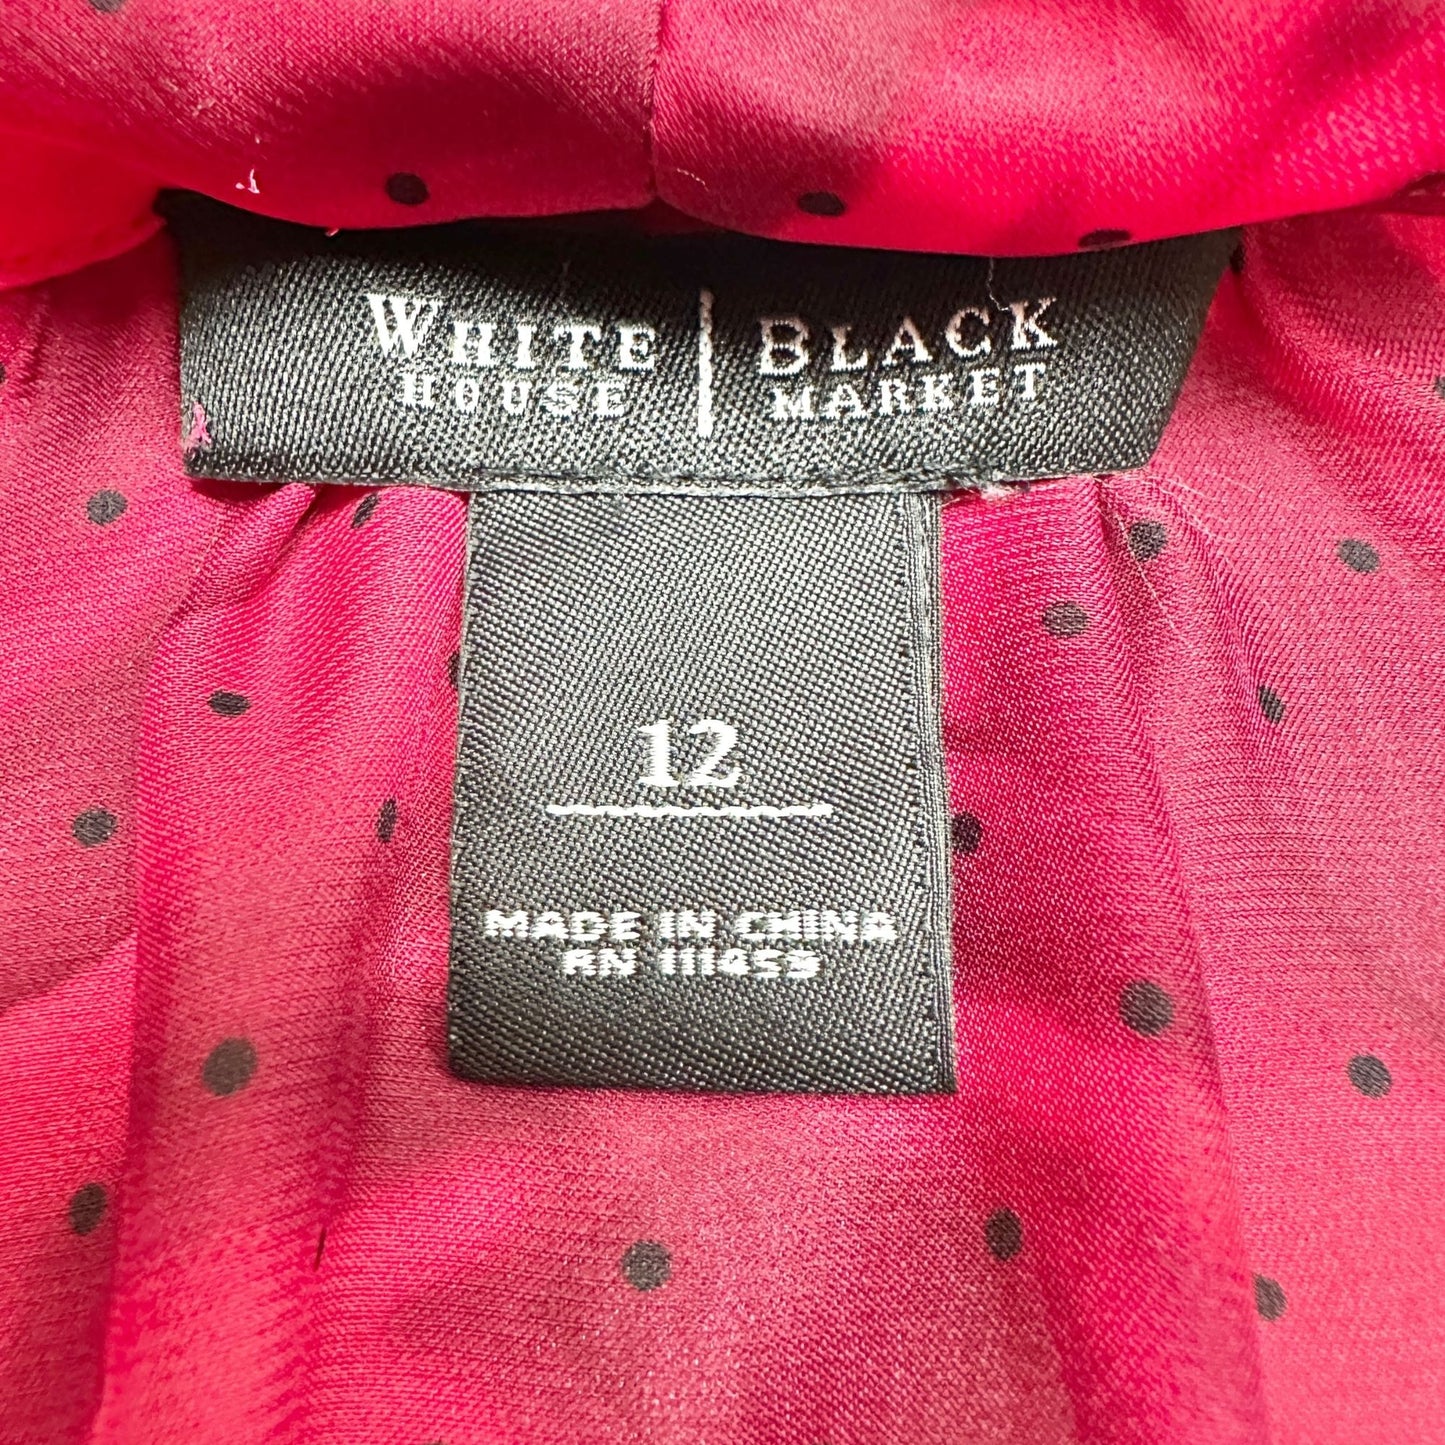 WHITE | BLACK
HOUSE | MARKET
12
MADE IN CHINA
RN 111453